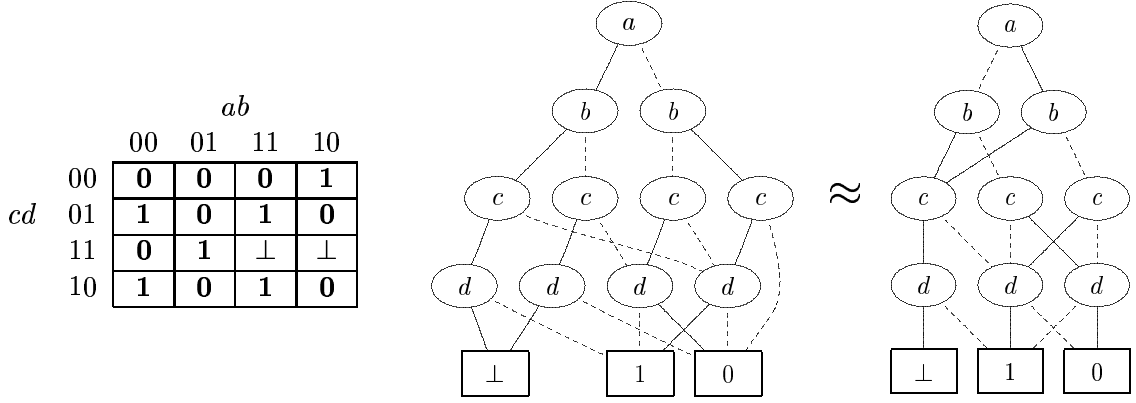 ab
00 01 11 10
00 0 0 0 1
cd 01 1 0 1 0
11 0 1 ⊥ ⊥
10 1 0 1 0
a
b b
c c c c
d d d d
⊥ 1 0
≈
a
b b
c c c
d d d
⊥ 1 0